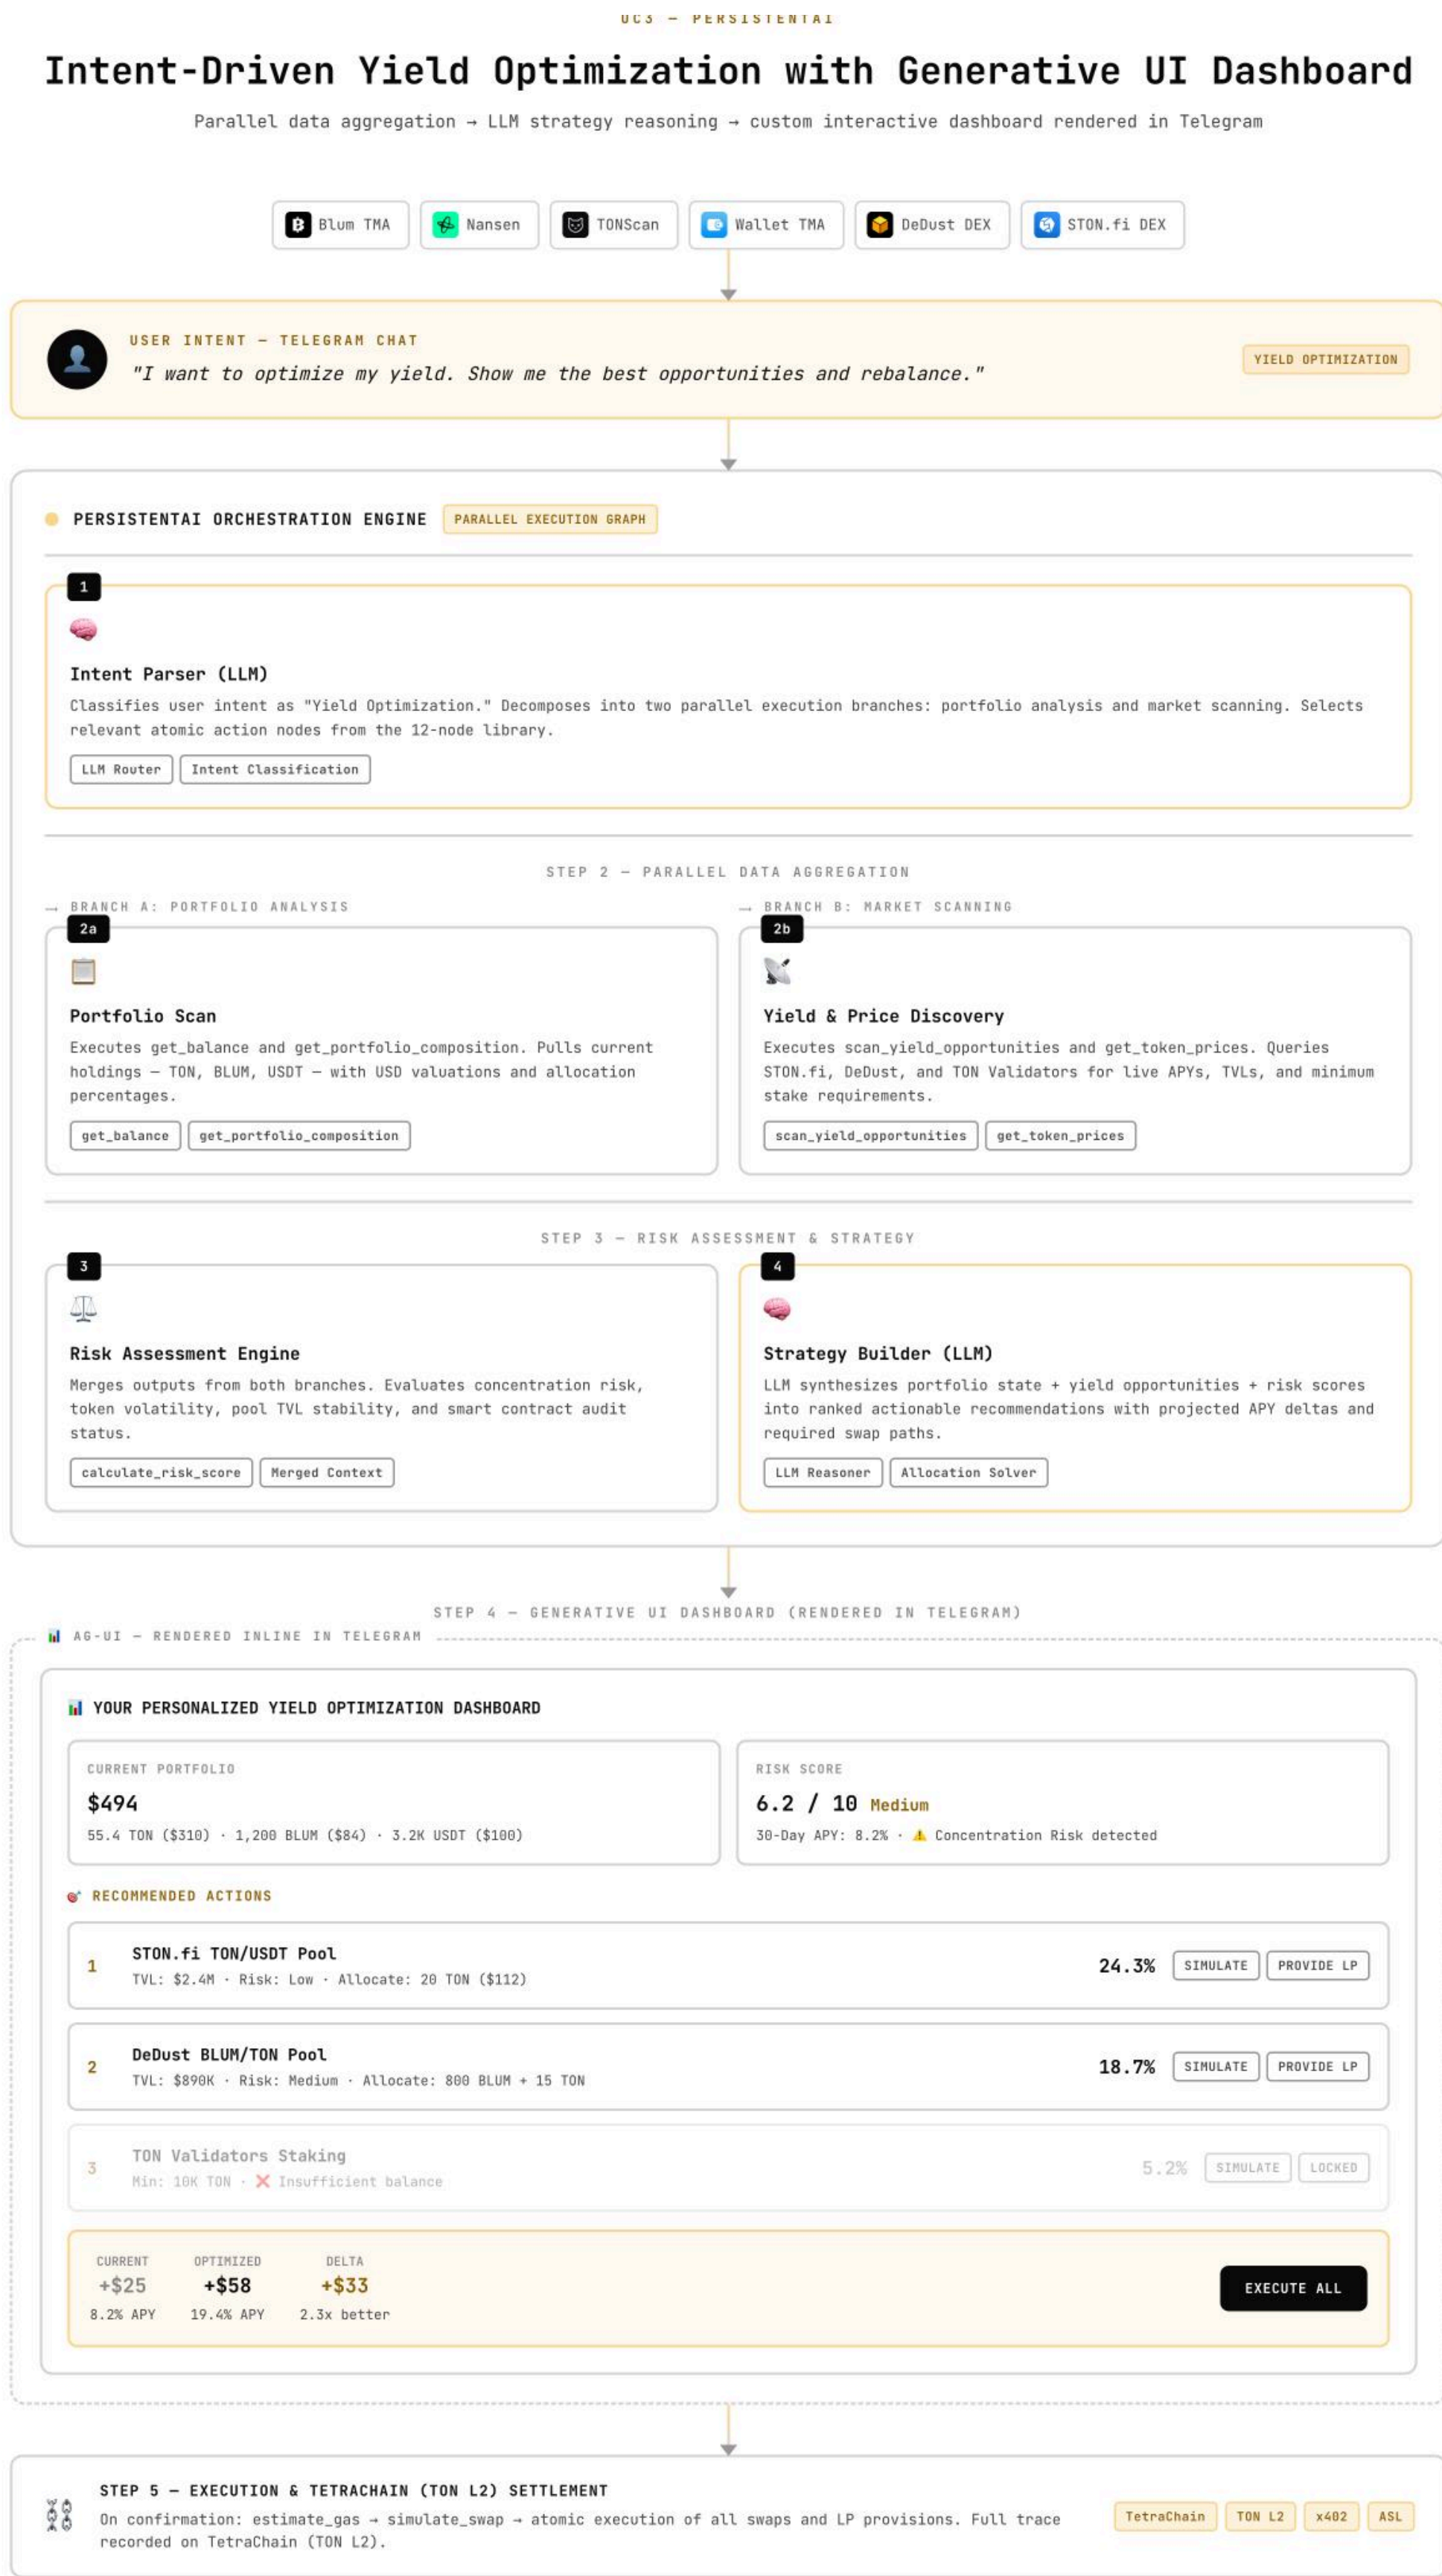 UC3 — PERSISTENTAI
Intent-Driven Yield Optimization with Generative UI Dashboard
Parallel data aggregation → LLM strategy reasoning → custom interactive dashboard rendered in Telegram
Blum TMA
Nansen
TONScan
Wallet TMA
DeDust DEX
STON.fi DEX
USER INTENT — TELEGRAM CHAT
"I want to optimize my yield. Show me the best opportunities and rebalance."
YIELD OPTIMIZATION
PERSISTENTAI ORCHESTRATION ENGINE
PARALLEL EXECUTION GRAPH
1
Intent Parser (LLM)
Classifies user intent as "Yield Optimization." Decomposes into two parallel execution branches: portfolio analysis and market scanning. Selects
relevant atomic action nodes from the 12-node library.
LLM Router
Intent Classification
STEP 2 — PARALLEL DATA AGGREGATION
→ BRANCH A: PORTFOLIO ANALYSIS
2a
Portfolio Scan
Executes get_balance and get_portfolio_composition. Pulls current
holdings — TON, BLUM, USDT — with USD valuations and allocation
percentages.
get_balance
get_portfolio_composition
→ BRANCH B: MARKET SCANNING
2b
Yield & Price Discovery
Executes scan_yield_opportunities and get_token_prices. Queries
STON.fi, DeDust, and TON Validators for live APYs, TVLs, and minimum
stake requirements.
scan_yield_opportunities
get_token_prices
STEP 3 — RISK ASSESSMENT & STRATEGY
3
Risk Assessment Engine
Merges outputs from both branches. Evaluates concentration risk,
token volatility, pool TVL stability, and smart contract audit
status.
calculate_risk_score
Merged Context
4
Strategy Builder (LLM)
LLM synthesizes portfolio state + yield opportunities + risk scores
into ranked actionable recommendations with projected APY deltas and
required swap paths.
LLM Reasoner
Allocation Solver
STEP 4 — GENERATIVE UI DASHBOARD (RENDERED IN TELEGRAM)
📊 AG-UI — RENDERED INLINE IN TELEGRAM
📊 YOUR PERSONALIZED YIELD OPTIMIZATION DASHBOARD
CURRENT PORTFOLIO
$494
55.4 TON ($310) · 1,200 BLUM ($84) · 3.2K USDT ($100)
RISK SCORE
6.2 / 10 Medium
30-Day APY: 8.2% · ⚠️ Concentration Risk detected
🎯 RECOMMENDED ACTIONS
1
STON.fi TON/USDT Pool
TVL: $2.4M · Risk: Low · Allocate: 20 TON ($112)
24.3%
SIMULATE
PROVIDE LP
2
DeDust BLUM/TON Pool
TVL: $890K · Risk: Medium · Allocate: 800 BLUM + 15 TON
18.7%
SIMULATE
PROVIDE LP
3
TON Validators Staking
Min: 10K TON · ❌ Insufficient balance
5.2%
SIMULATE
LOCKED
CURRENT
+$25
8.2% APY
OPTIMIZED
+$58
19.4% APY
DELTA
+$33
2.3x better
EXECUTE ALL
STEP 5 — EXECUTION & TETRACHAIN (TON L2) SETTLEMENT
On confirmation: estimate_gas → simulate_swap → atomic execution of all swaps and LP provisions. Full trace
recorded on TetraChain (TON L2).
TetraChain
TON L2
x402
ASL